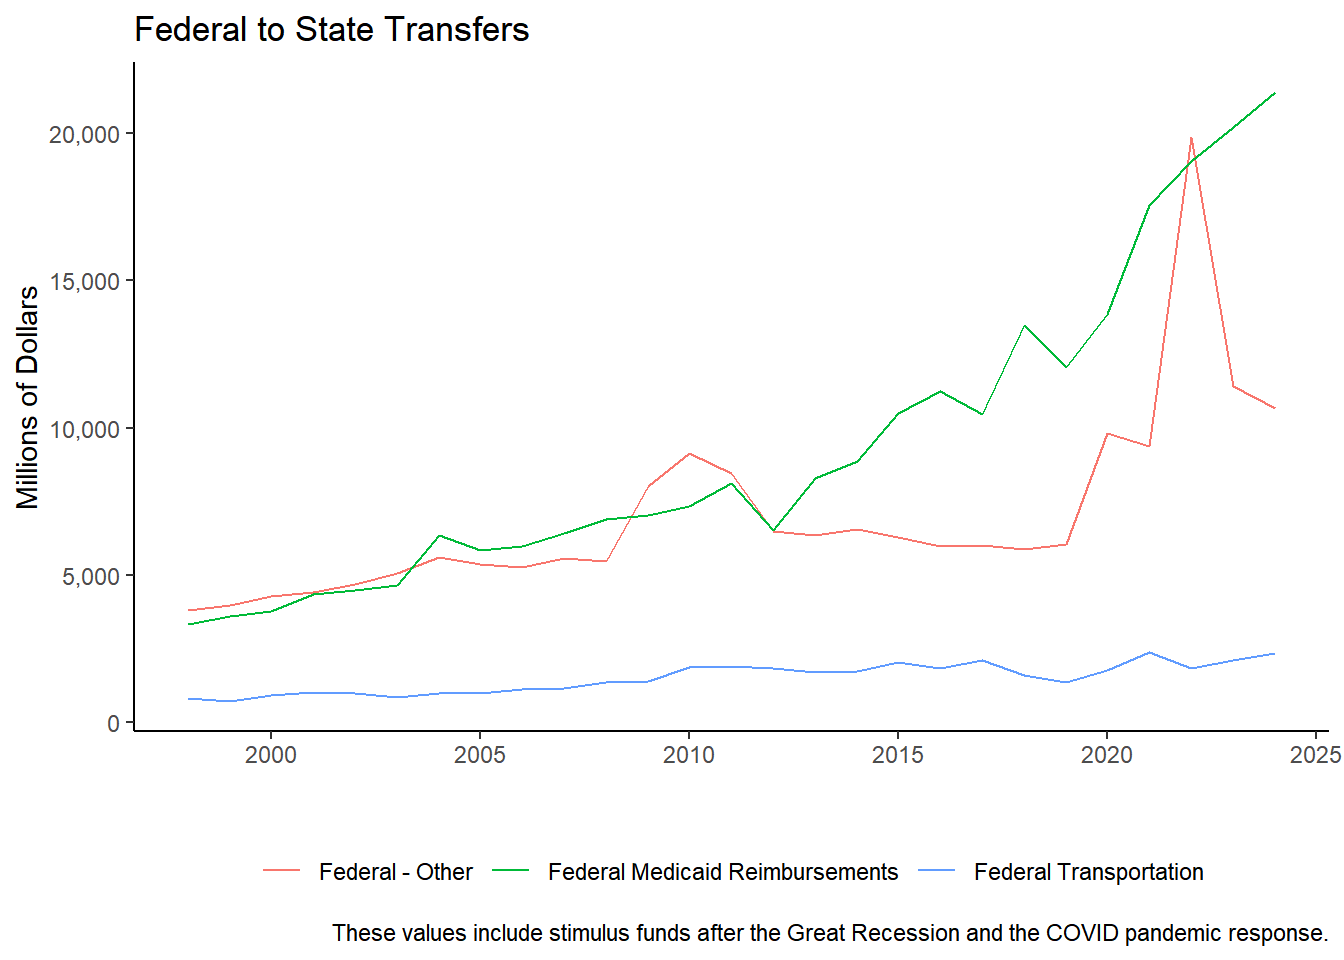 Federal to State Transfers
Millions of Dollars
20,000
15,000
10,000
5,000
0
2000 2005 2010 2015 2020 2025
Federal - Other Federal Medicaid Reimbursements Federal Transportation
These values include stimulus funds after the Great Recession and the COVID pandemic response.